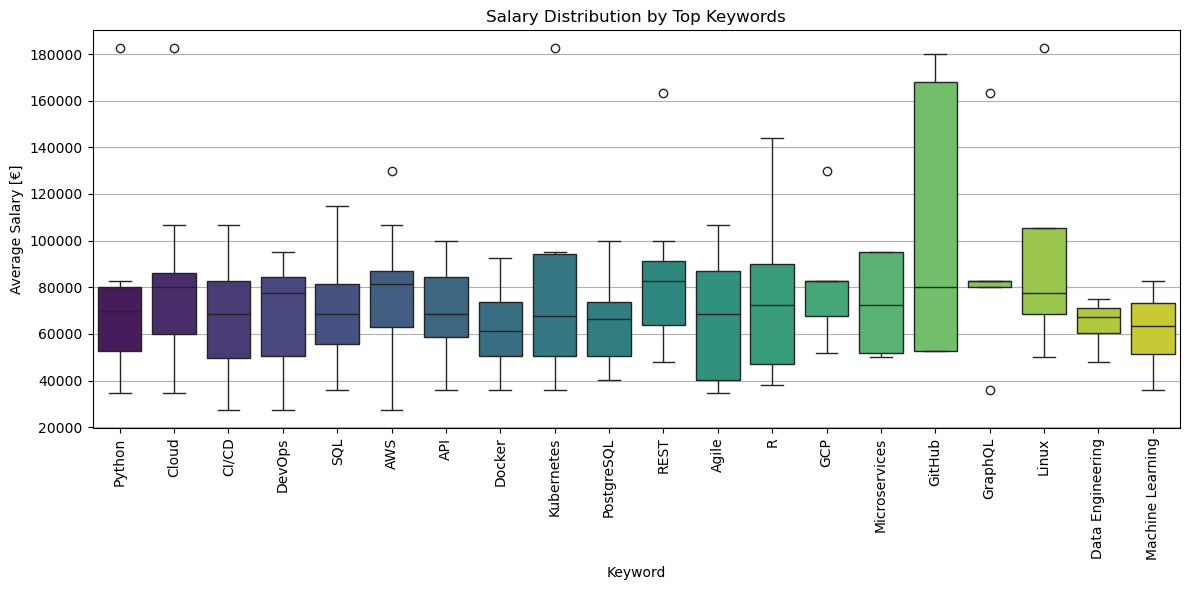 Salary Distribution by Top Keywords
Average Salary [€]
180000
160000
140000
120000
100000
80000
60000
40000
20000
Python
Cloud
CI/CD
DevOps
SQL
AWS
API
Docker
Kubernetes
PostgreSQL
REST
Agile
R
GCP
Microservices
GitHub
GraphQL
Linux
Data Engineering
Machine Learning
Keyword